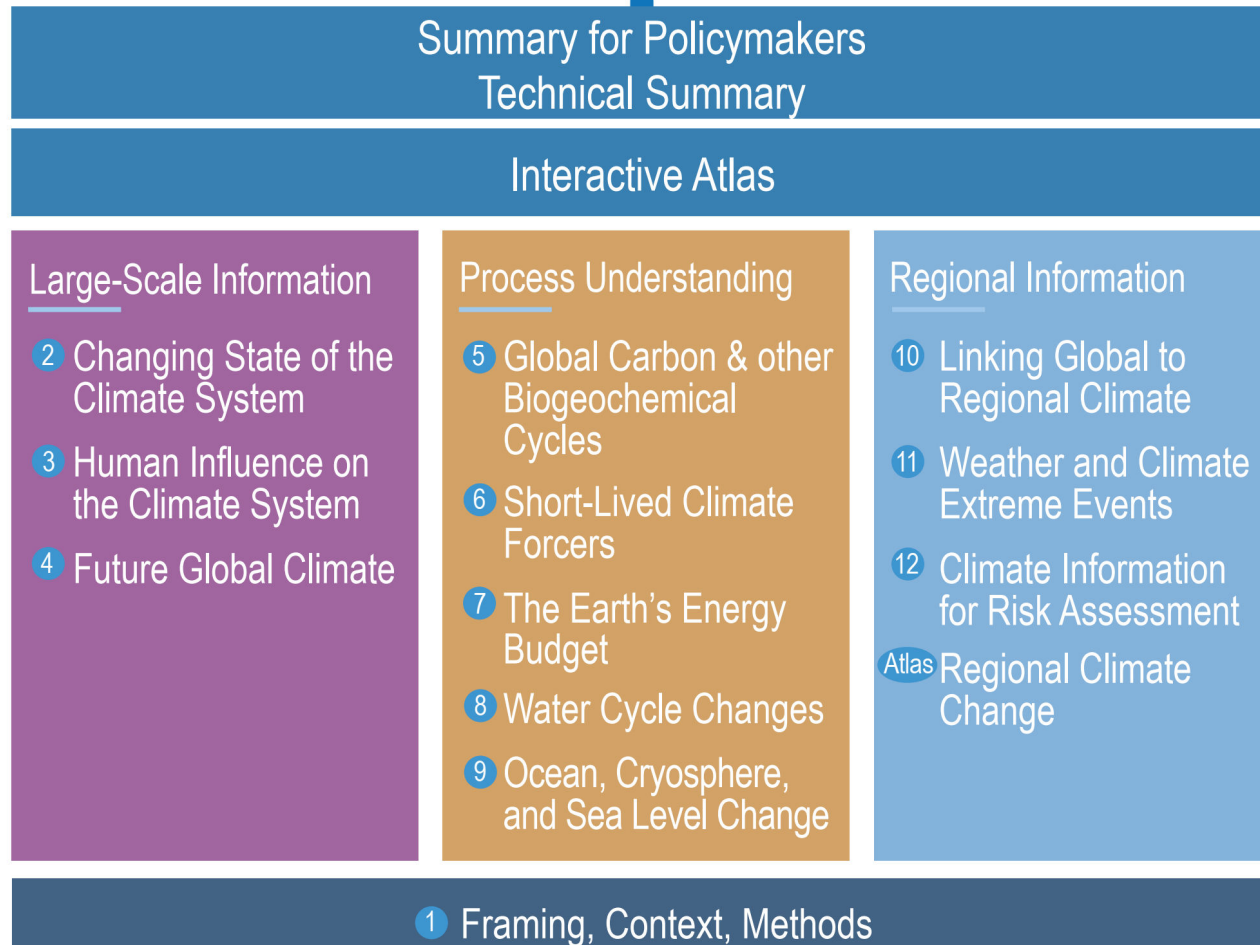 Summary for Policymakers
Technical Summary
Interactive Atlas
Large-Scale Information
2 Changing State of the
Climate System
3 Human Influence on
the Climate System
4 Future Global Climate
Process Understanding
5 Global Carbon & other
Biogeochemical
Cycles
6 Short-Lived Climate
Forcers
7 The Earth’s Energy
Budget
8 Water Cycle Changes
9 Ocean, Cryosphere,
and Sea Level Change
Regional Information
10 Linking Global to
Regional Climate
11 Weather and Climate
Extreme Events
12 Climate Information
for Risk Assessment
Atlas Regional Climate
Change
1 Framing, Context, Methods